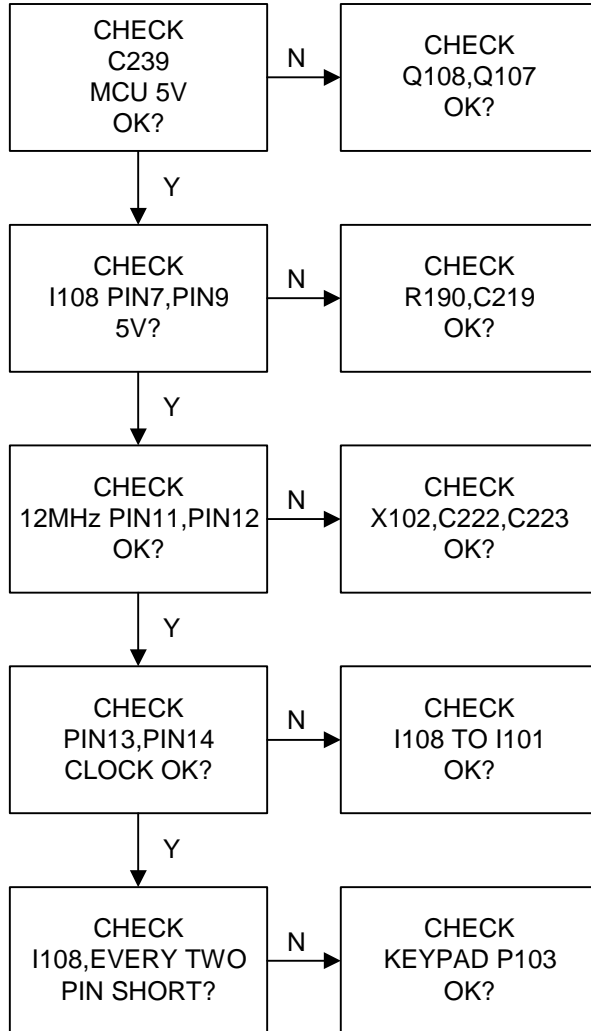 CHECK
C239
MCU 5V
OK?
N
CHECK
Q108,Q107
OK?
Y
CHECK
I108 PIN7,PIN9
5V?
N
CHECK
R190,C219
OK?
Y
CHECK
12MHz PIN11,PIN12
OK?
N
CHECK
X102,C222,C223
OK?
Y
CHECK
PIN13,PIN14
CLOCK OK?
N
CHECK
I108 TO I101
OK?
Y
CHECK
I108,EVERY TWO
PIN SHORT?
N
CHECK
KEYPAD P103
OK?